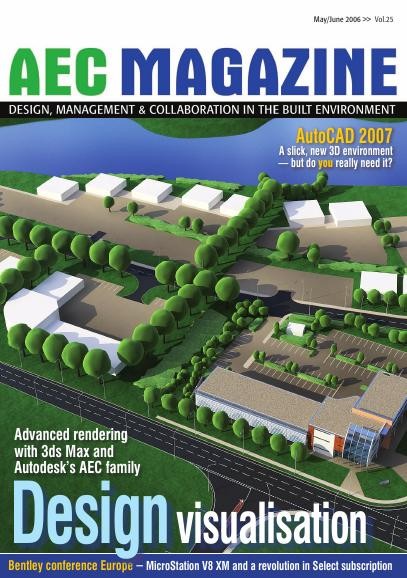 May/June 2006 >> Vol.25
AEC MAGAZINE
DESIGN, MANAGEMENT & COLLABORATION IN THE BUILT ENVIRONMENT
AutoCAD 2007
A slick, new 3D environment
— but do you really need it?
Advanced rendering
with 3ds Max and
Autodesk's AEC family
Design visualisation
Bentley conference Europe – MicroStation V8 XM and a revolution in Select subscription